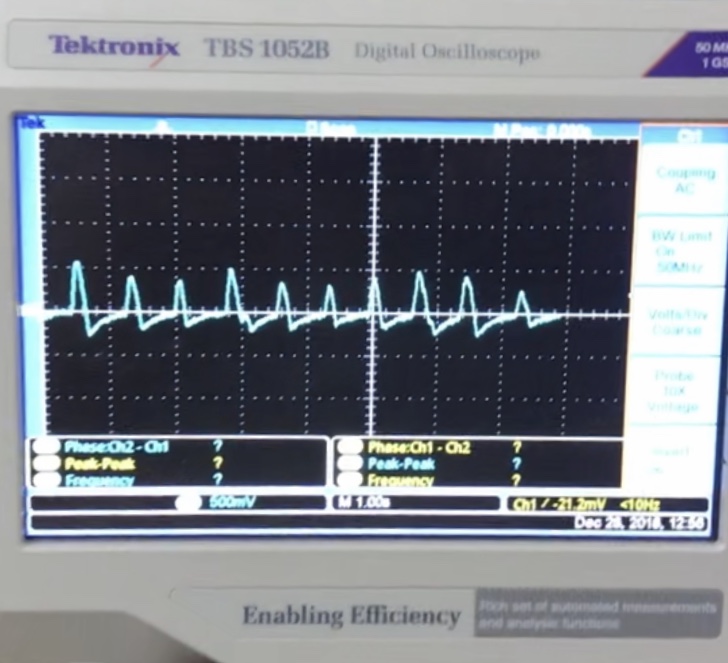 Tektronix TBS 1052B Digital Oscilloscope
50 M
1 GS
Tek
M Pos: 0.000s
Ch1
Coupling
AC
BW Limit
On
50MHz
Volts/Div
Coarse
Probe
10X
Voltage
Invert
Phase:Ch2 - Ch1 ?
Peak-Peak ?
Frequency ?
Phase:Ch1 - Ch2 ?
Peak-Peak ?
Frequency ?
500mV
M 1.00s
Ch1 / -21.2mV <10Hz
Dec 26, 2018, 12:56
Enabling Efficiency
Rich set of automated measurements
and analysis functions